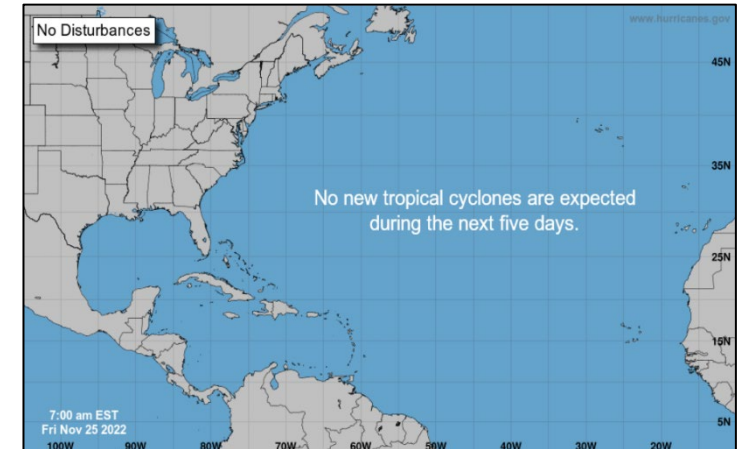 No Disturbances
www.hurricanes.gov
45N
35N
No new tropical cyclones are expected
during the next five days.
25N
15N
7:00 am EST
Fri Nov 25 2022
5N
100W 90W 80W 70W 60W 50W 40W 30W 20W